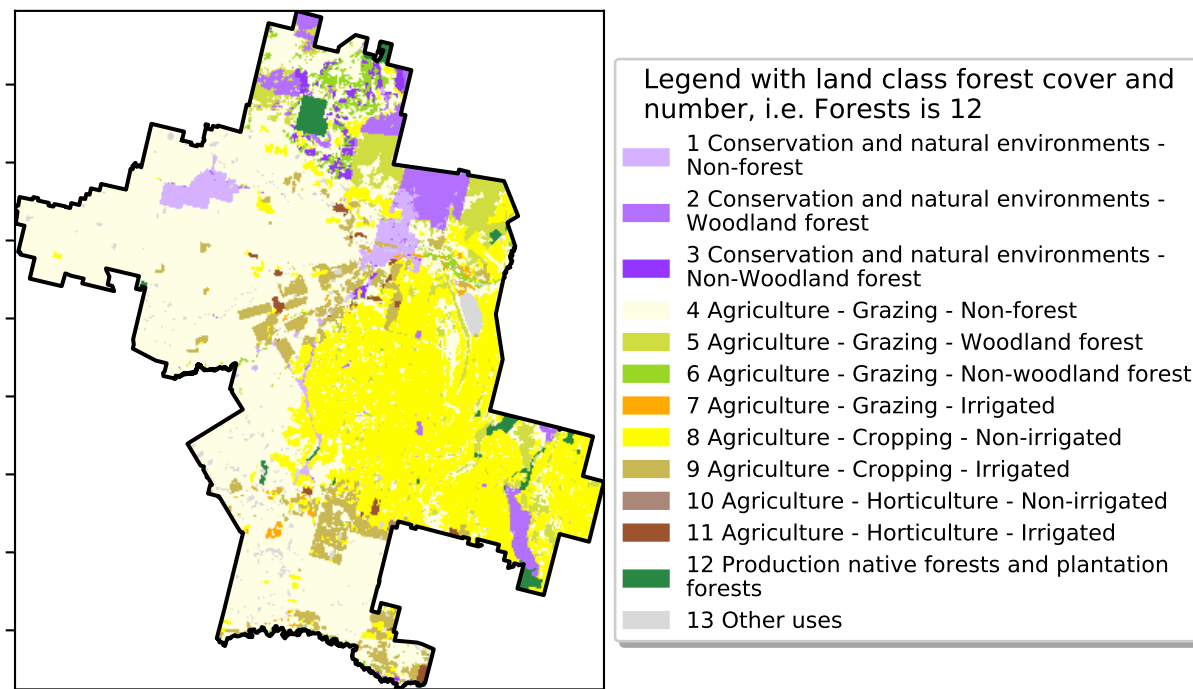 Legend with land class forest cover and
number, i.e. Forests is 12
1 Conservation and natural environments -
Non-forest
2 Conservation and natural environments -
Woodland forest
3 Conservation and natural environments -
Non-Woodland forest
4 Agriculture - Grazing - Non-forest
5 Agriculture - Grazing - Woodland forest
6 Agriculture - Grazing - Non-woodland forest
7 Agriculture - Grazing - Irrigated
8 Agriculture - Cropping - Non-irrigated
9 Agriculture - Cropping - Irrigated
10 Agriculture - Horticulture - Non-irrigated
11 Agriculture - Horticulture - Irrigated
12 Production native forests and plantation
forests
13 Other uses